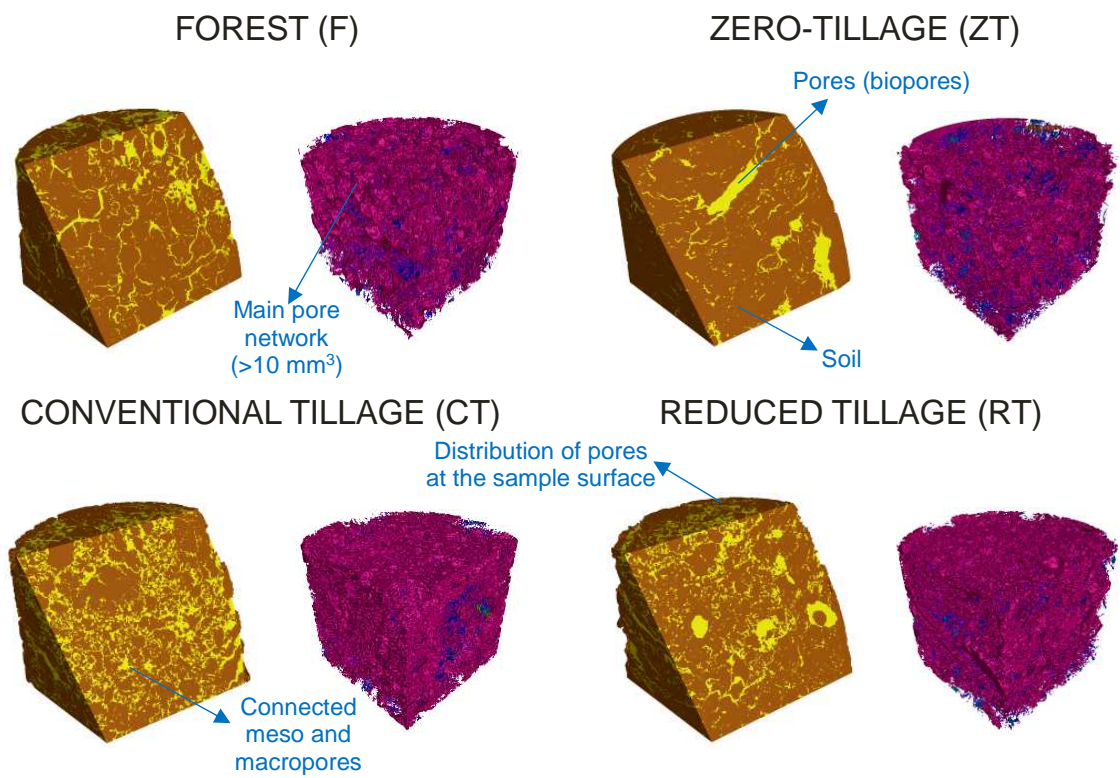 FOREST (F)
ZERO-TILLAGE (ZT)
Pores (biopores)
Main pore
network
(>10 mm³)
Soil
CONVENTIONAL TILLAGE (CT)
REDUCED TILLAGE (RT)
Distribution of pores
at the sample surface
Connected
meso and
macropores